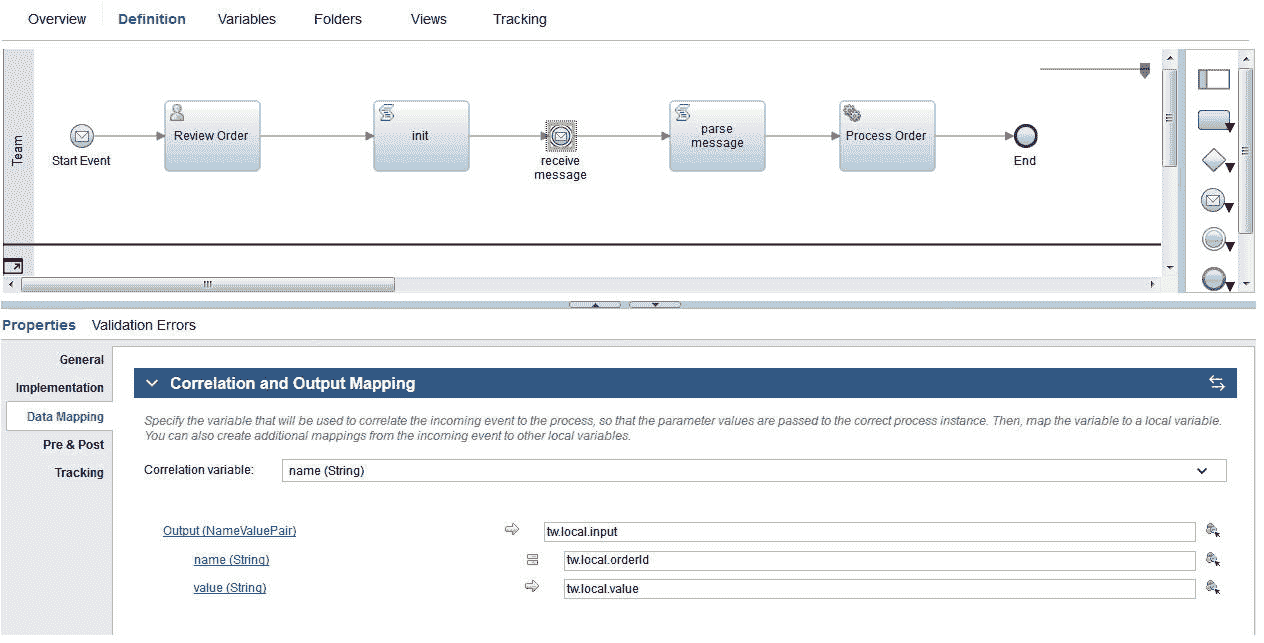 Overview Definition Variables Folders Views Tracking
Team
Start Event
Review Order
init
receive
message
parse
message
Process Order
End
Properties Validation Errors
General
Implementation
Data Mapping
Pre & Post
Tracking
Correlation and Output Mapping
Specify the variable that will be used to correlate the incoming event to the process, so that the parameter values are passed to the correct process instance. Then, map the variable to a local variable.
You can also create additional mappings from the incoming event to other local variables.
Correlation variable: name (String)
Output (NameValuePair) tw.local.input
name (String) tw.local.orderId
value (String) tw.local.value